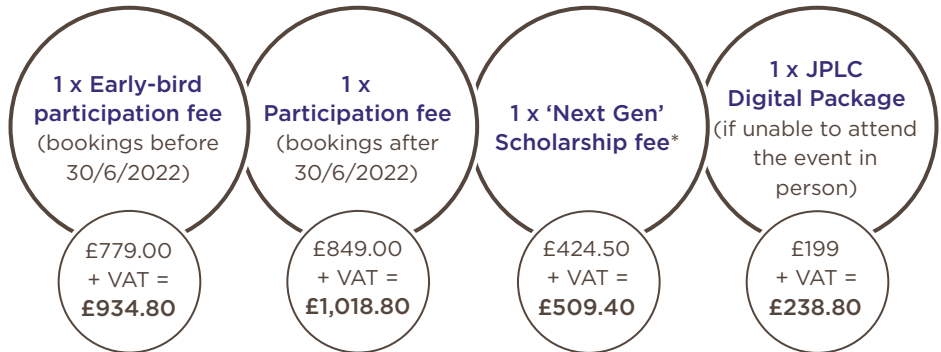 1 x Early-bird
participation fee
(bookings before
30/6/2022)
£779.00
+ VAT =
£934.80
1 x
Participation fee
(bookings after
30/6/2022)
£849.00
+ VAT =
£1,018.80
1 x ‘Next Gen’
Scholarship fee*
£424.50
+ VAT =
£509.40
1 x JPLC
Digital Package
(if unable to attend
the event in
person)
£199
+ VAT =
£238.80